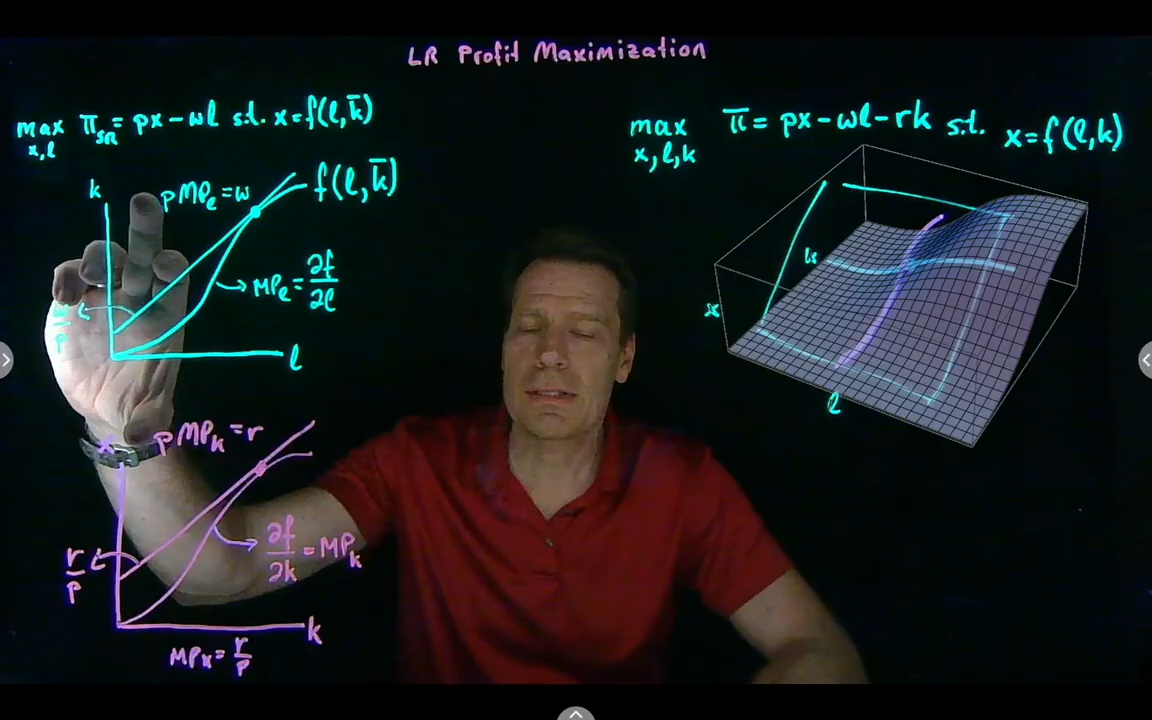 LR Profit Maximization
max π_SR = px - wl s.t. x = f(l, k̄)
x, l
k
pMP_l = w
f(l, k̄)
MP_l = ∂f/∂l
w/p
l
x
pMP_k = r
r/p
∂f/∂k = MP_k
k
MP_k = r/p
max π = px - wl - rk s.t. x = f(l, k)
x, l, k
x
l